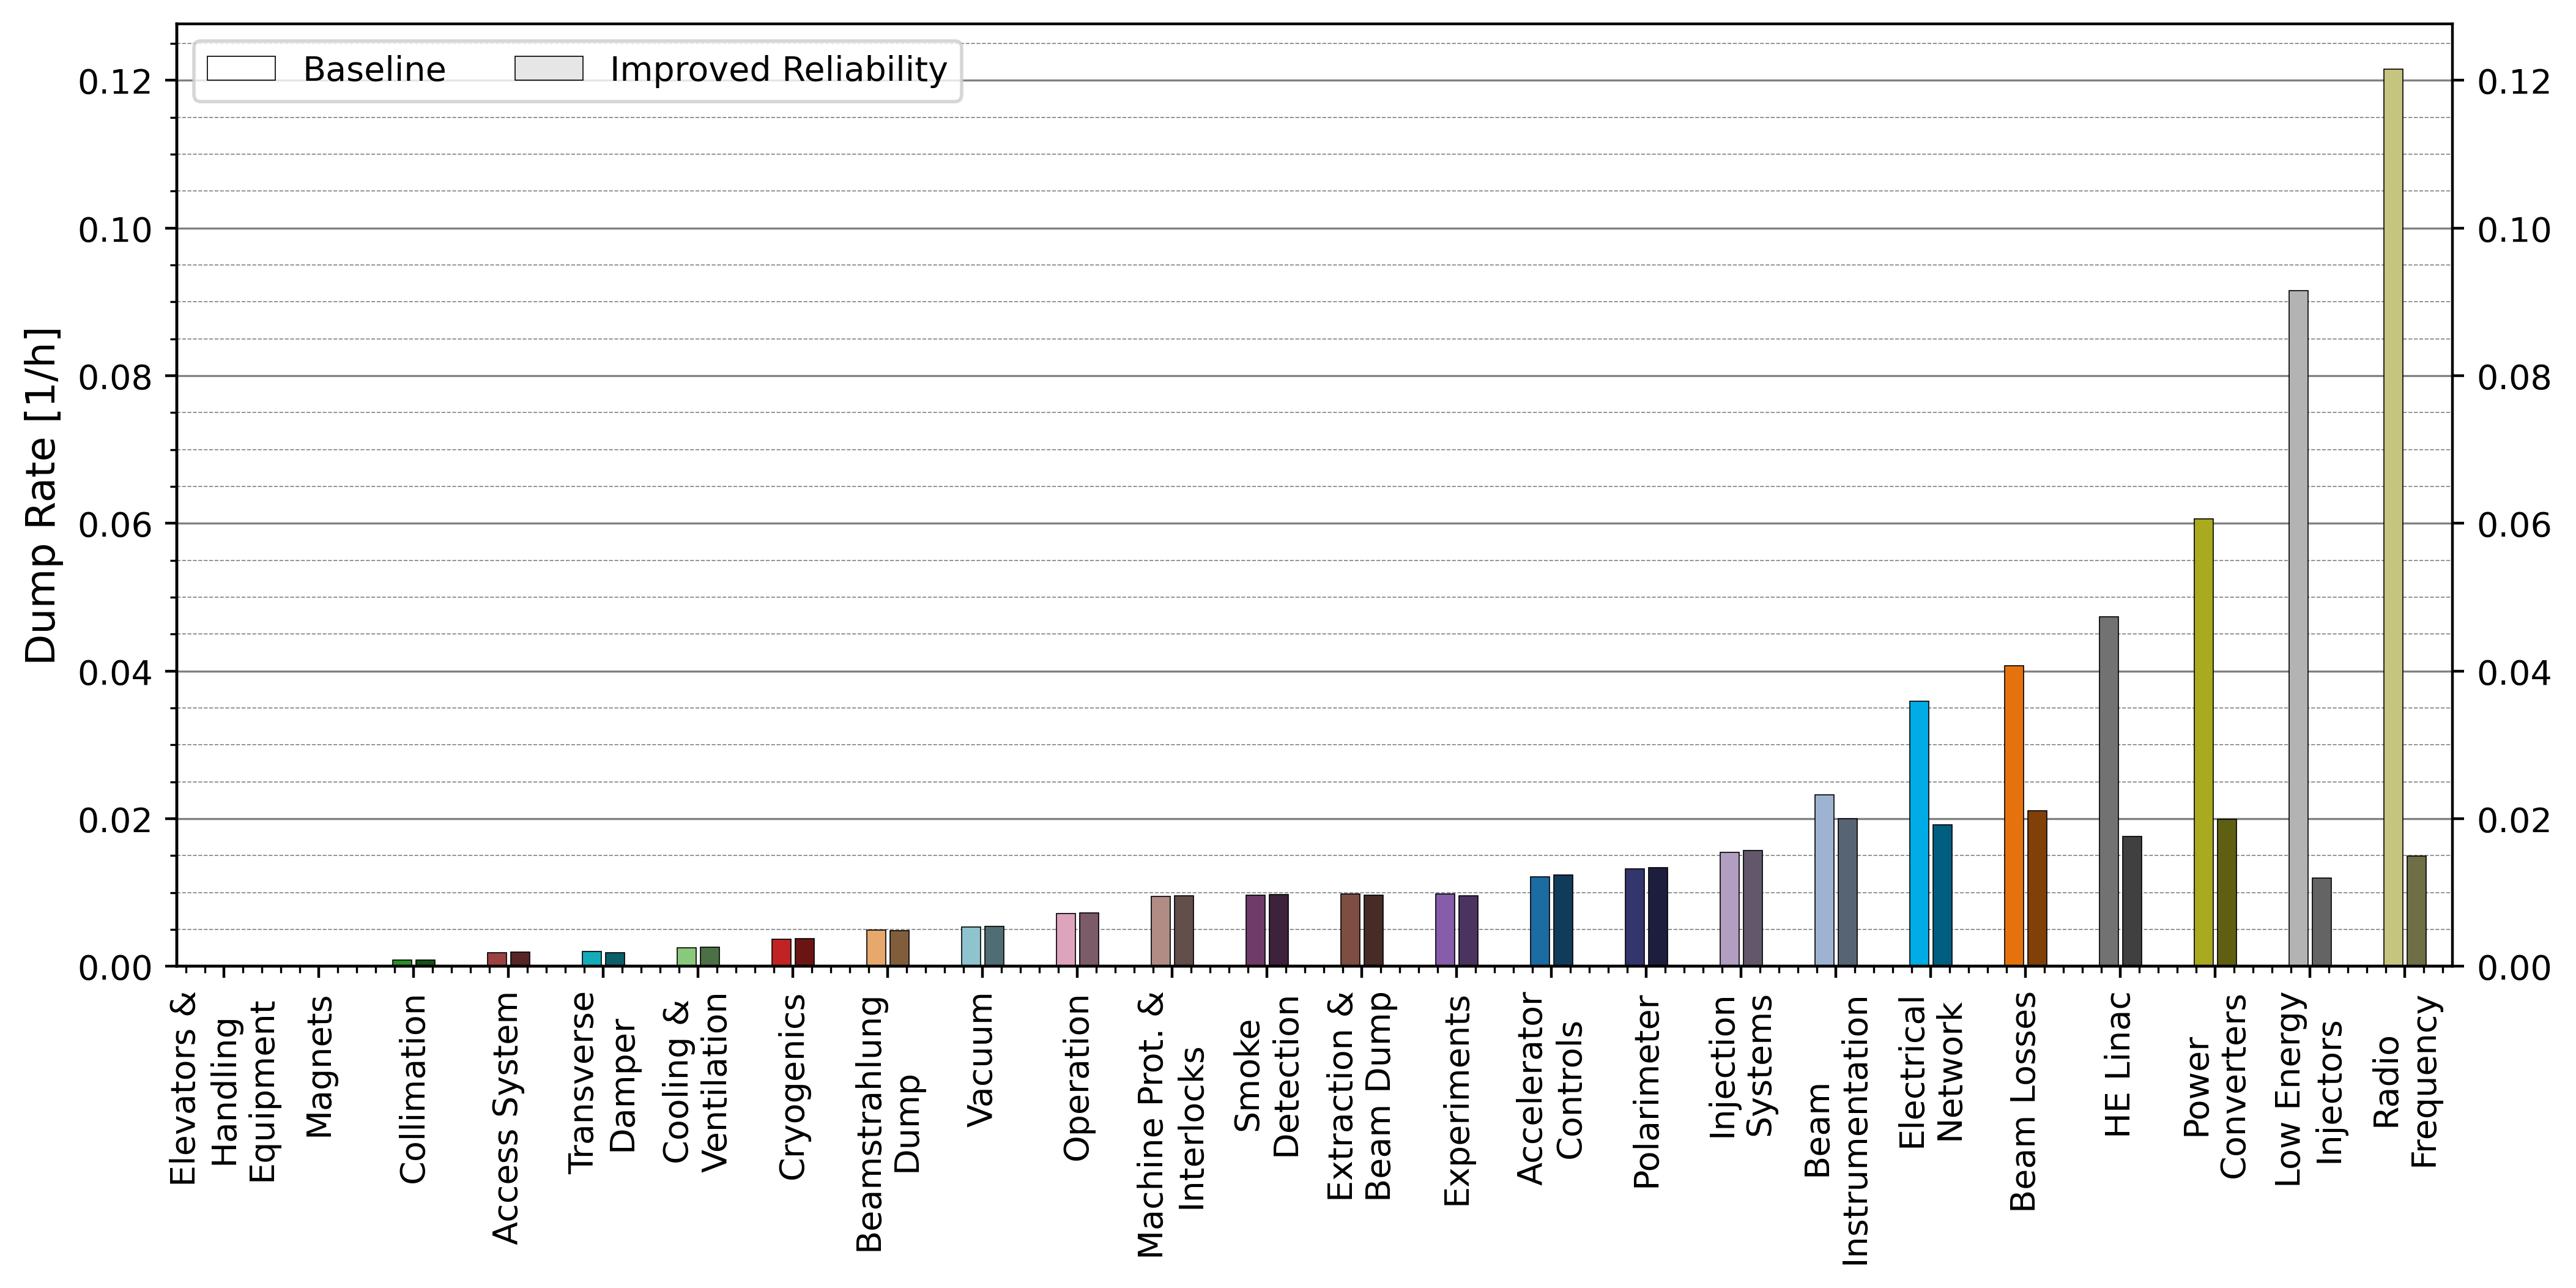 Baseline
Improved Reliability
Dump Rate [1/h]
0.12
0.10
0.08
0.06
0.04
0.02
0.00
0.12
0.10
0.08
0.06
0.04
0.02
0.00
Elevators &
Handling
Equipment
Magnets
Collimation
Access System
Transverse
Damper
Cooling &
Ventilation
Cryogenics
Beamstrahlung
Dump
Vacuum
Operation
Machine Prot. &
Interlocks
Smoke
Detection
Extraction &
Beam Dump
Experiments
Accelerator
Controls
Polarimeter
Injection
Systems
Beam
Instrumentation
Electrical
Network
Beam Losses
HE Linac
Power
Converters
Low Energy
Injectors
Radio
Frequency